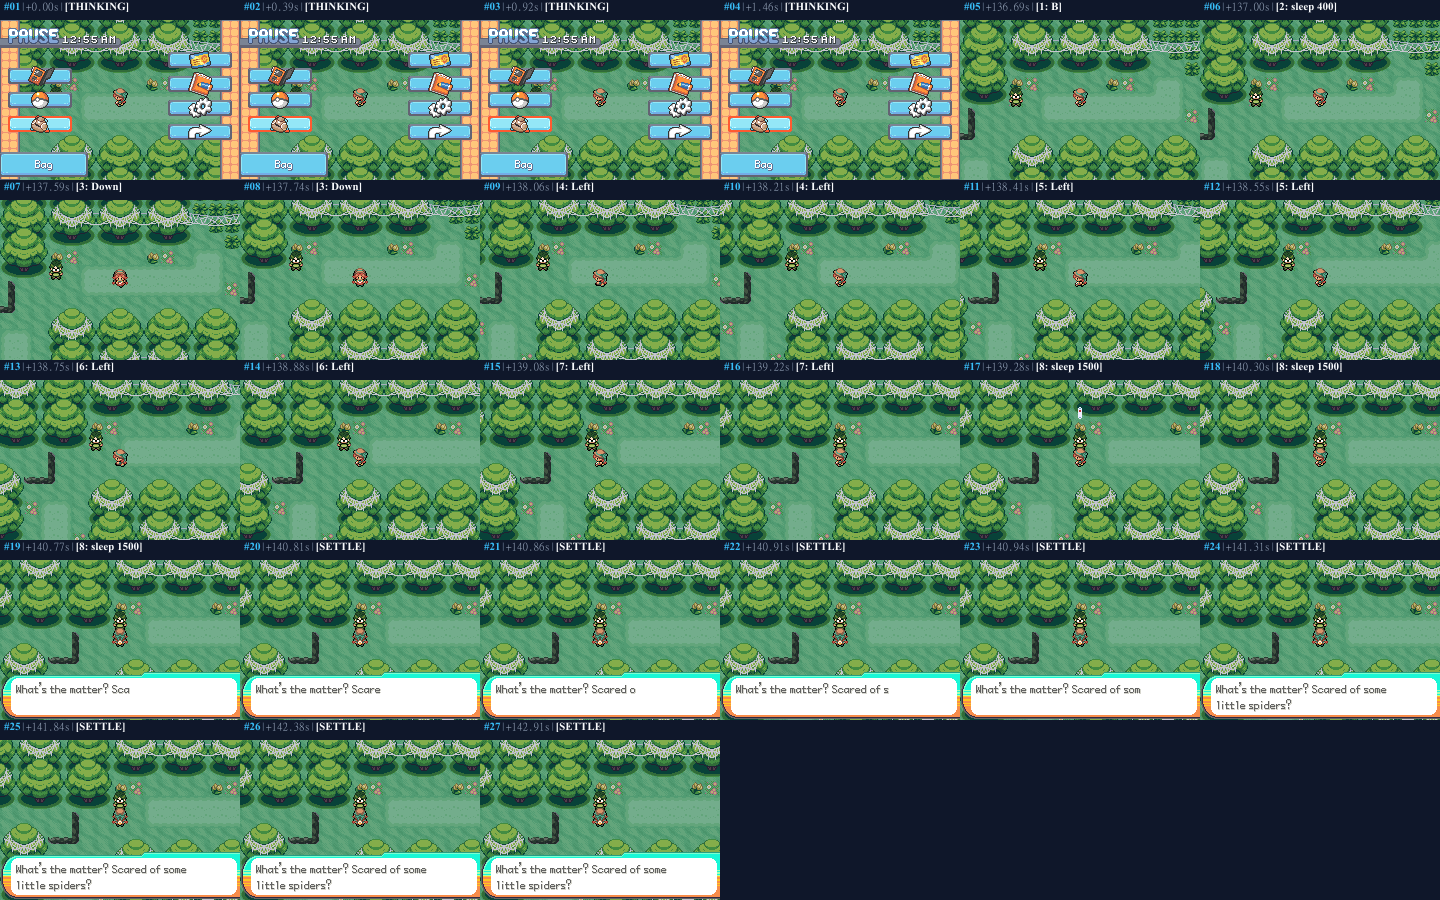 #01 | +0.00s | [THINKING]
PAUSE 12:55 AM
Bag
#02 | +0.39s | [THINKING]
PAUSE 12:55 AM
Bag
#03 | +0.92s | [THINKING]
PAUSE 12:55 AM
Bag
#04 | +1.46s | [THINKING]
PAUSE 12:55 AM
Bag
#05 | +136.69s | [1: B]
#06 | +137.00s | [2: sleep 400]
#07 | +137.59s | [3: Down]
#08 | +137.74s | [3: Down]
#09 | +138.06s | [4: Left]
#10 | +138.21s | [4: Left]
#11 | +138.41s | [5: Left]
#12 | +138.55s | [5: Left]
#13 | +138.75s | [6: Left]
#14 | +138.88s | [6: Left]
#15 | +139.08s | [7: Left]
#16 | +139.22s | [7: Left]
#17 | +139.28s | [8: sleep 1500]
#18 | +140.30s | [8: sleep 1500]
#19 | +140.77s | [8: sleep 1500]
What's the matter? Sca
#20 | +140.81s | [SETTLE]
What's the matter? Scare
#21 | +140.86s | [SETTLE]
What's the matter? Scared o
#22 | +140.91s | [SETTLE]
What's the matter? Scared of s
#23 | +140.94s | [SETTLE]
What's the matter? Scared of som
#24 | +141.31s | [SETTLE]
What's the matter? Scared of some
little spiders?
#25 | +141.84s | [SETTLE]
What's the matter? Scared of some
little spiders?
#26 | +142.38s | [SETTLE]
What's the matter? Scared of some
little spiders?
#27 | +142.91s | [SETTLE]
What's the matter? Scared of some
little spiders?